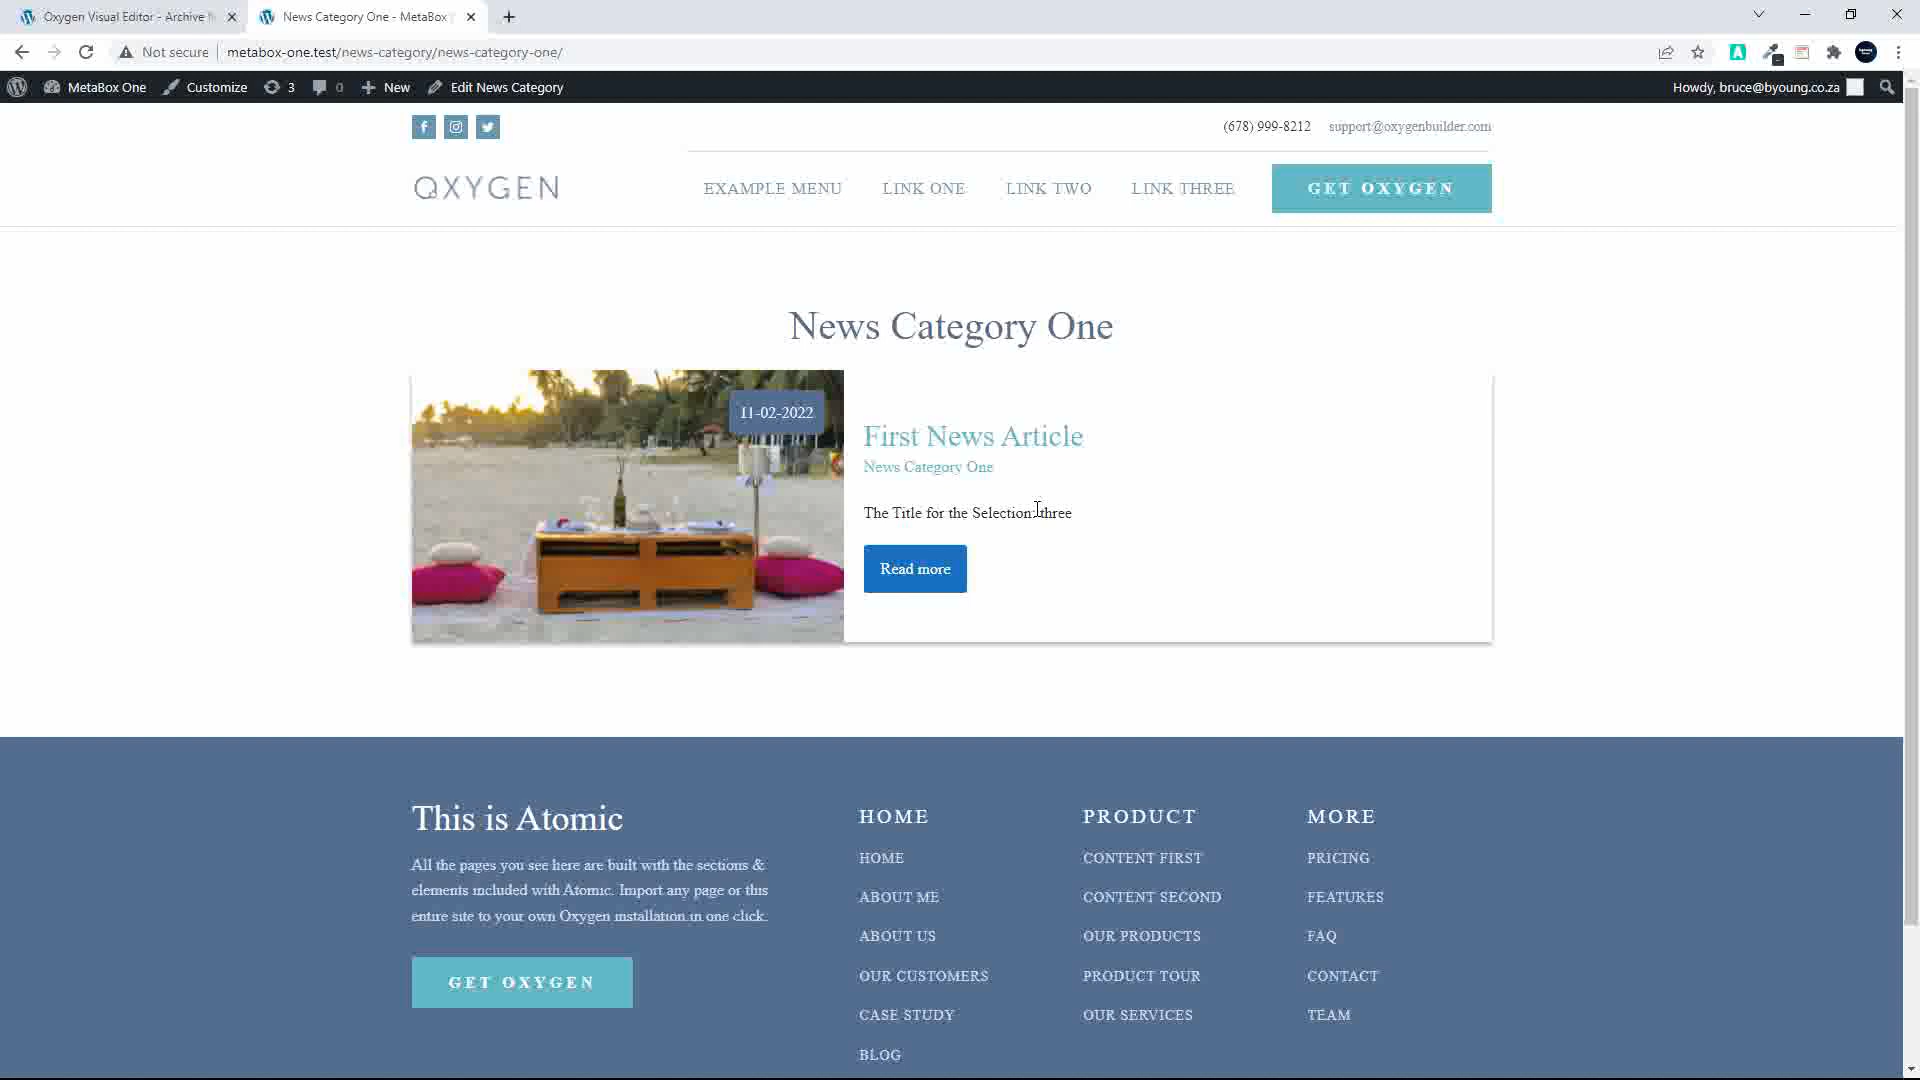 Oxygen Visual Editor - Archive
News Category One - MetaBox
Not secure
metabox-one.test/news-category/news-category-one/
MetaBox One
Customize
3
0
New
Edit News Category
Howdy, bruce@byoung.co.za
(678) 999-8212
support@oxygenbuilder.com
OXYGEN
EXAMPLE MENU
LINK ONE
LINK TWO
LINK THREE
GET OXYGEN
News Category One
11-02-2022
First News Article
News Category One
The Title for the Selection: three
Read more
This is Atomic
All the pages you see here are built with the sections &
elements included with Atomic. Import any page or this
entire site to your own Oxygen installation in one click.
GET OXYGEN
HOME
HOME
ABOUT ME
ABOUT US
OUR CUSTOMERS
CASE STUDY
BLOG
PRODUCT
CONTENT FIRST
CONTENT SECOND
OUR PRODUCTS
PRODUCT TOUR
OUR SERVICES
MORE
PRICING
FEATURES
FAQ
CONTACT
TEAM